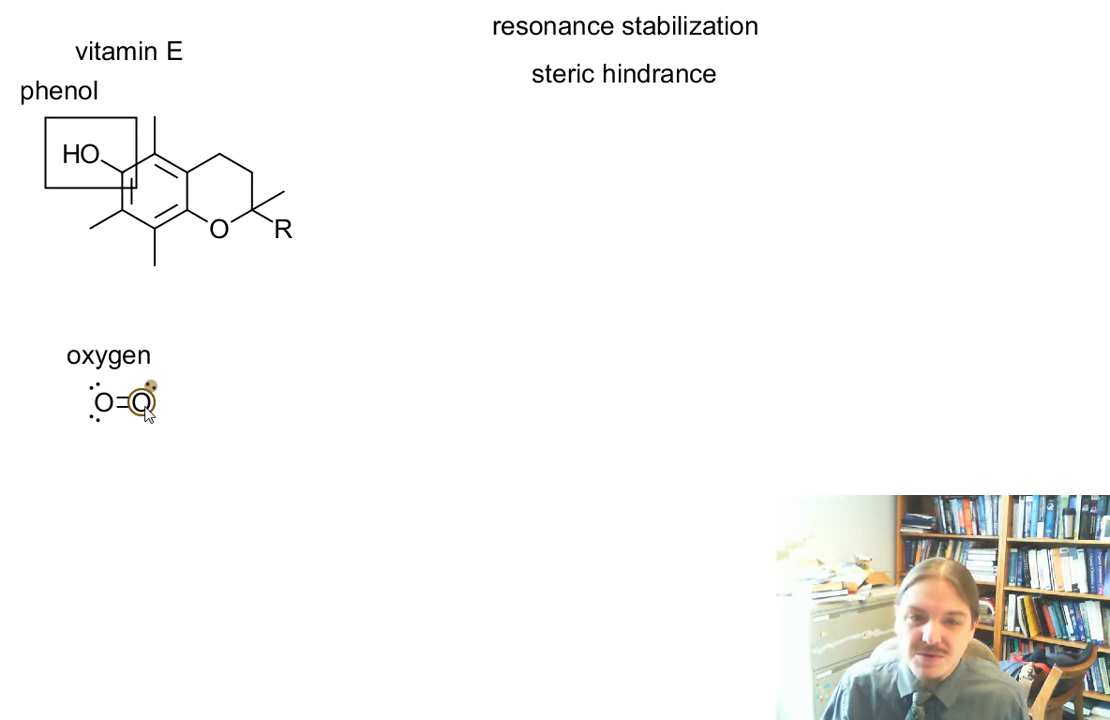 resonance stabilization
steric hindrance
vitamin E
phenol
HO
O
R
oxygen
O=O